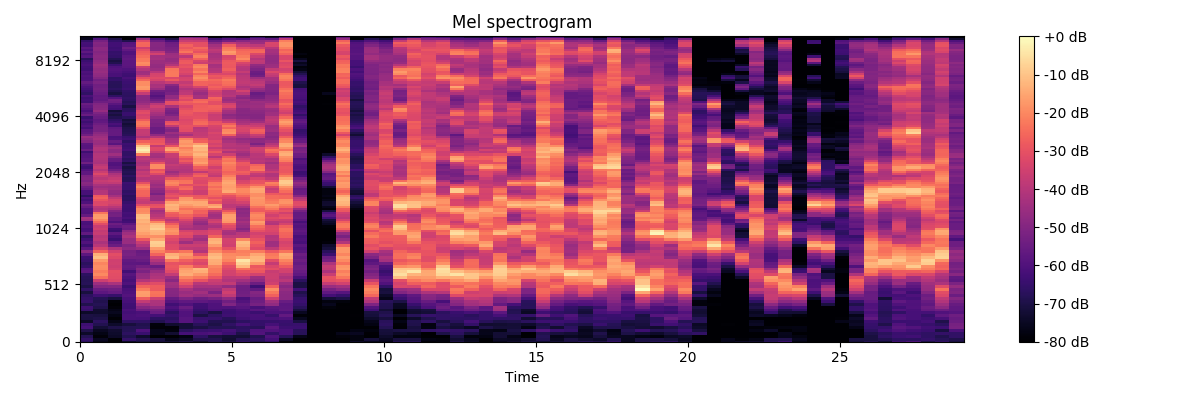 Mel spectrogram
Hz
8192
4096
2048
1024
512
0
0 5 10 15 20 25
Time
+0 dB
-10 dB
-20 dB
-30 dB
-40 dB
-50 dB
-60 dB
-70 dB
-80 dB